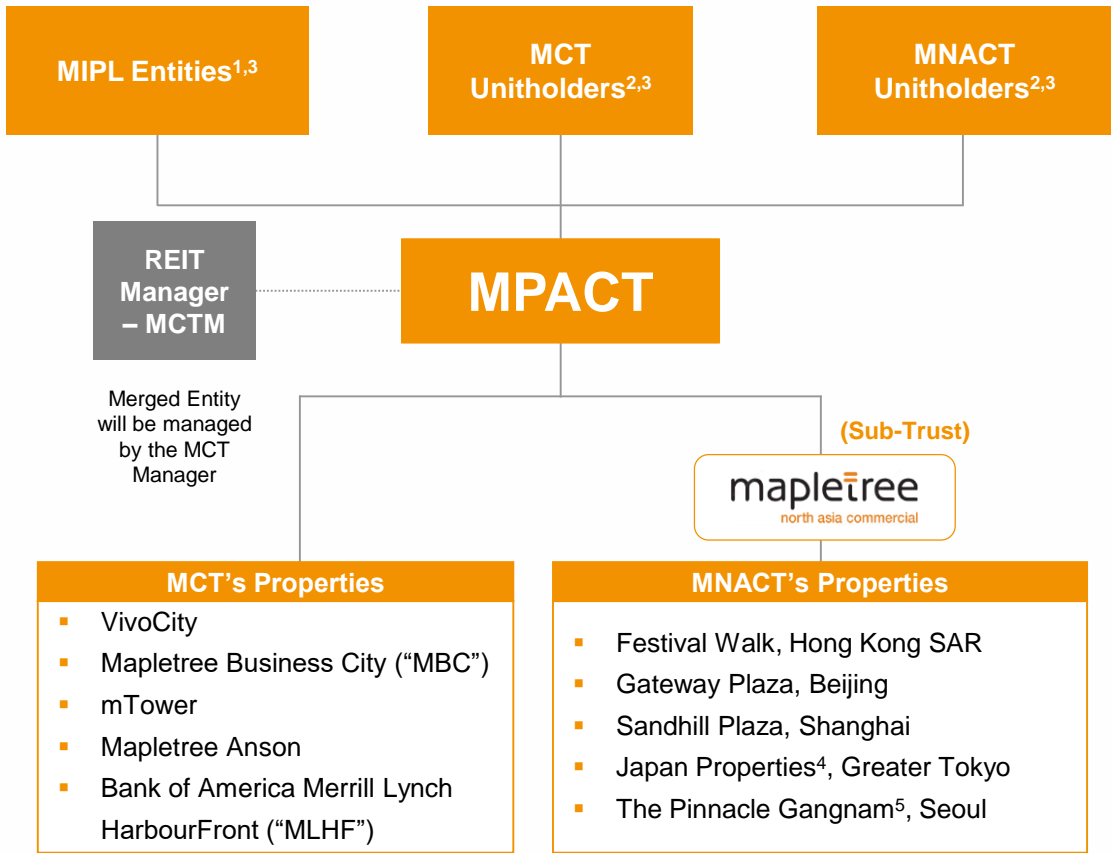 MIPL Entities¹,³
MCT
Unitholders²,³
MNACT
Unitholders²,³
REIT
Manager
– MCTM
MPACT
Merged Entity
will be managed
by the MCT
Manager
(Sub-Trust)
mapletree
north asia commercial
MCT’s Properties
▪ VivoCity
▪ Mapletree Business City (“MBC”)
▪ mTower
▪ Mapletree Anson
▪ Bank of America Merrill Lynch
HarbourFront (“MLHF”)
MNACT’s Properties
▪ Festival Walk, Hong Kong SAR
▪ Gateway Plaza, Beijing
▪ Sandhill Plaza, Shanghai
▪ Japan Properties⁴, Greater Tokyo
▪ The Pinnacle Gangnam⁵, Seoul